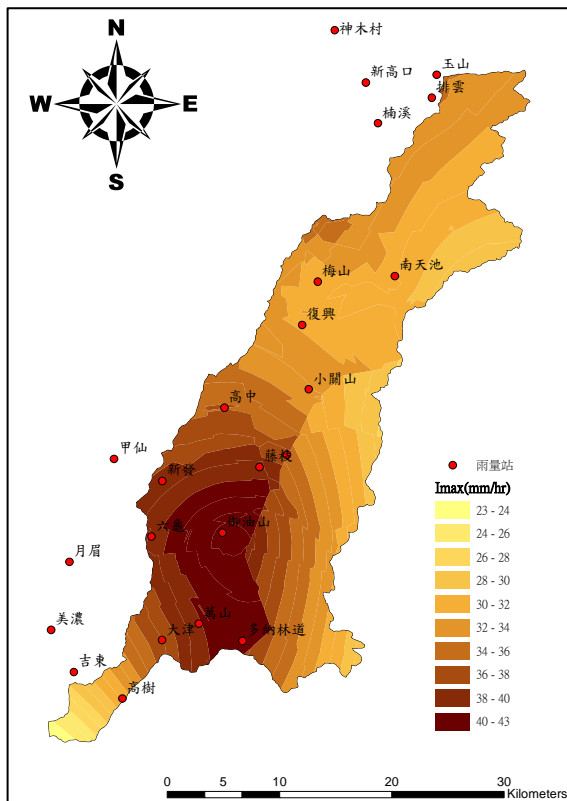 神木村
N
玉山
新高口
排雲
W
E
楠溪
S
南天池
梅山
復興
小關山
高中
甲仙
藤枝
新發
雨量站
Imax(mm/hr)
23 - 24
24 - 26
26 - 28
28 - 30
30 - 32
32 - 34
34 - 36
36 - 38
38 - 40
40 - 43
御油山
六龜
月眉
美濃
萬山
大津
多納林道
吉東
高樹
0 5 10 20 30
Kilometers